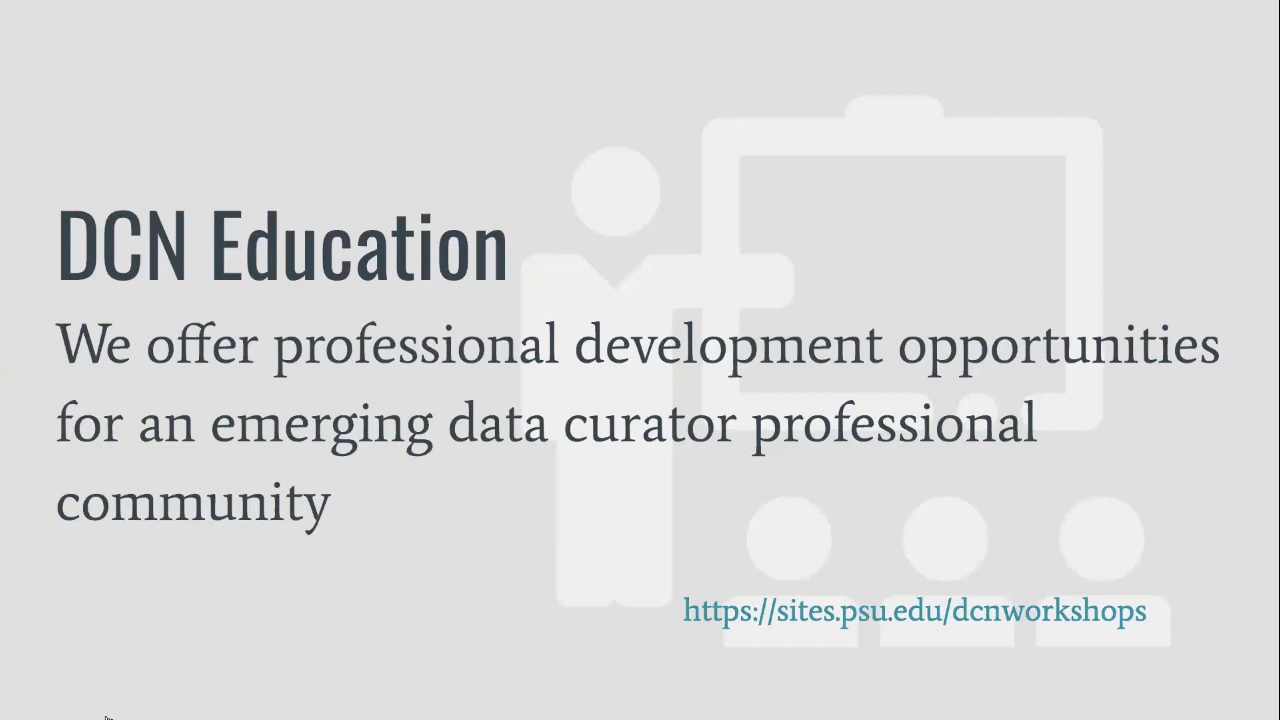 DCN Education
We offer professional development opportunities
for an emerging data curator professional
community
https://sites.psu.edu/dcnworkshops